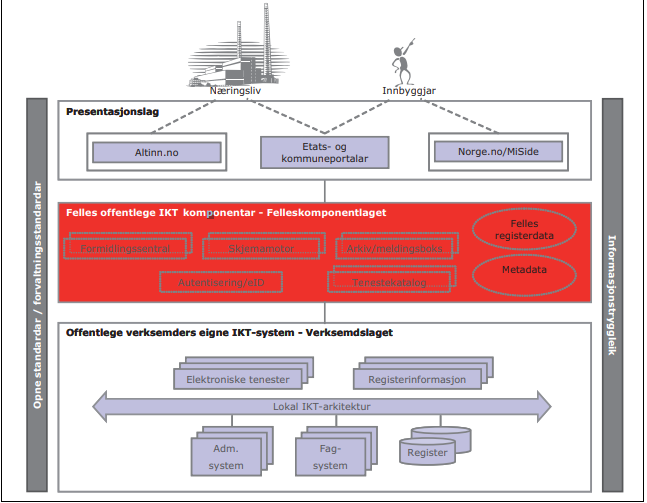 Næringsliv
Innbyggjar
Presentasjonslag
Altinn.no
Etats- og
kommuneportalar
Norge.no/MiSide
Felles offentlege IKT komponentar - Felleskomponentlaget
Felles
registerdata
Formidlingssentral
Skjemamotor
Arkiv/meldingsboks
Metadata
Autentisering/eID
Tenestekatalog
Offentlege verksemders eigne IKT-system - Verksemdslaget
Elektroniske tenester
Registerinformasjon
Lokal IKT-arkitektur
Adm.
system
Fag-
system
Register
Opne standardar / forvaltningsstandardar
Informasjonstryggleik